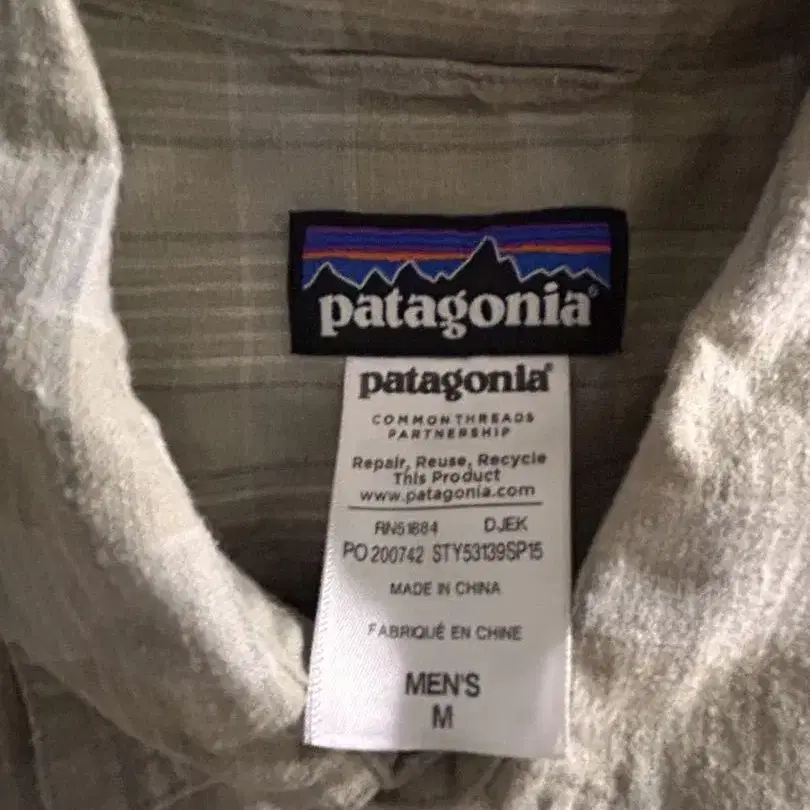 patagonia®
patagonia®
COMMON THREADS
PARTNERSHIP
Repair, Reuse, Recycle
This Product
www.patagonia.com
RN51884 DJEK
PO 200742 STY53139SP15
MADE IN CHINA
FABRIQUÉ EN CHINE
MEN'S
M